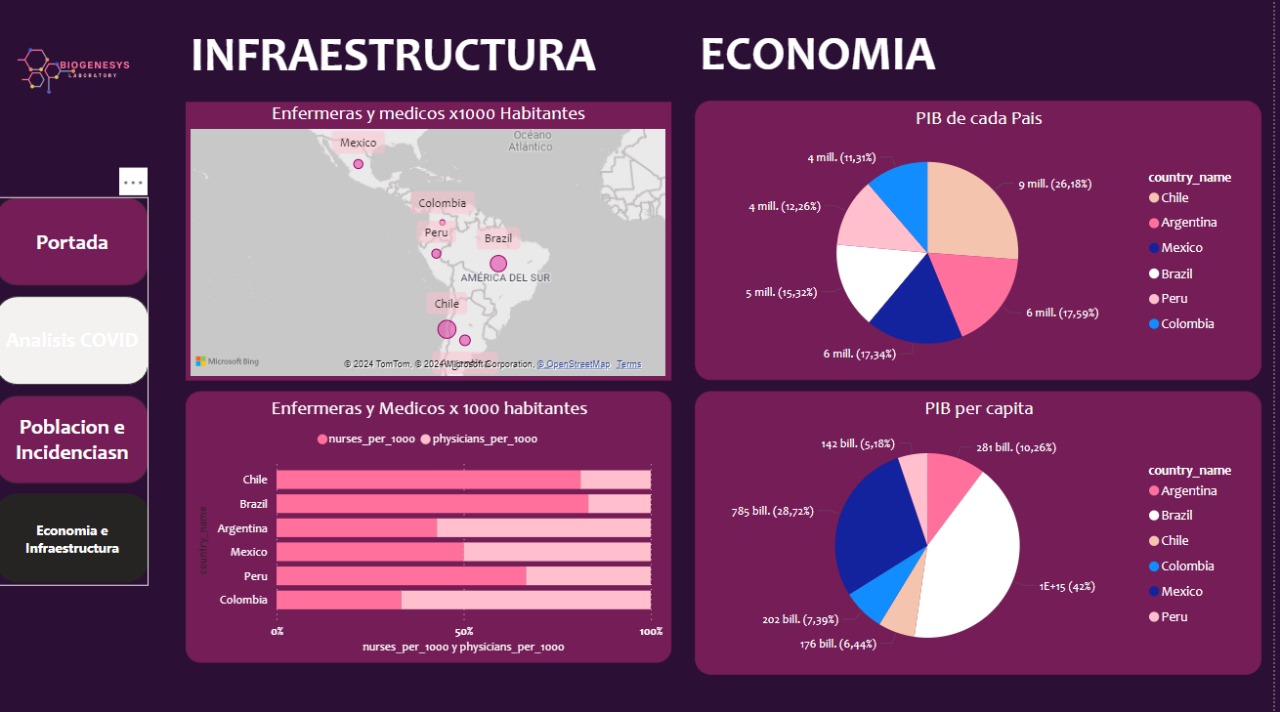 BIOGENESYS
LABORATORY
INFRAESTRUCTURA
ECONOMIA
...
Portada
Analisis COVID
Poblacion e
Incidenciasn
Economia e
Infraestructura
Enfermeras y medicos x1000 Habitantes
Océano
Atlántico
Mexico
Colombia
Peru
Brazil
AMÉRICA DEL SUR
Chile
Microsoft Bing
© 2024 TomTom, © 2024 Microsoft Corporation, © OpenStreetMap Terms
Enfermeras y Medicos x 1000 habitantes
nurses_per_1000 physicians_per_1000
country_name
Chile
Brazil
Argentina
Mexico
Peru
Colombia
0% 50% 100%
nurses_per_1000 y physicians_per_1000
PIB de cada Pais
4 mill. (11,31%)
9 mill. (26,18%)
4 mill. (12,26%)
5 mill. (15,32%)
6 mill. (17,59%)
6 mill. (17,34%)
country_name
Chile
Argentina
Mexico
Brazil
Peru
Colombia
PIB per capita
142 bill. (5,18%)
281 bill. (10,26%)
785 bill. (28,72%)
1E+15 (42%)
202 bill. (7,39%)
176 bill. (6,44%)
country_name
Argentina
Brazil
Chile
Colombia
Mexico
Peru